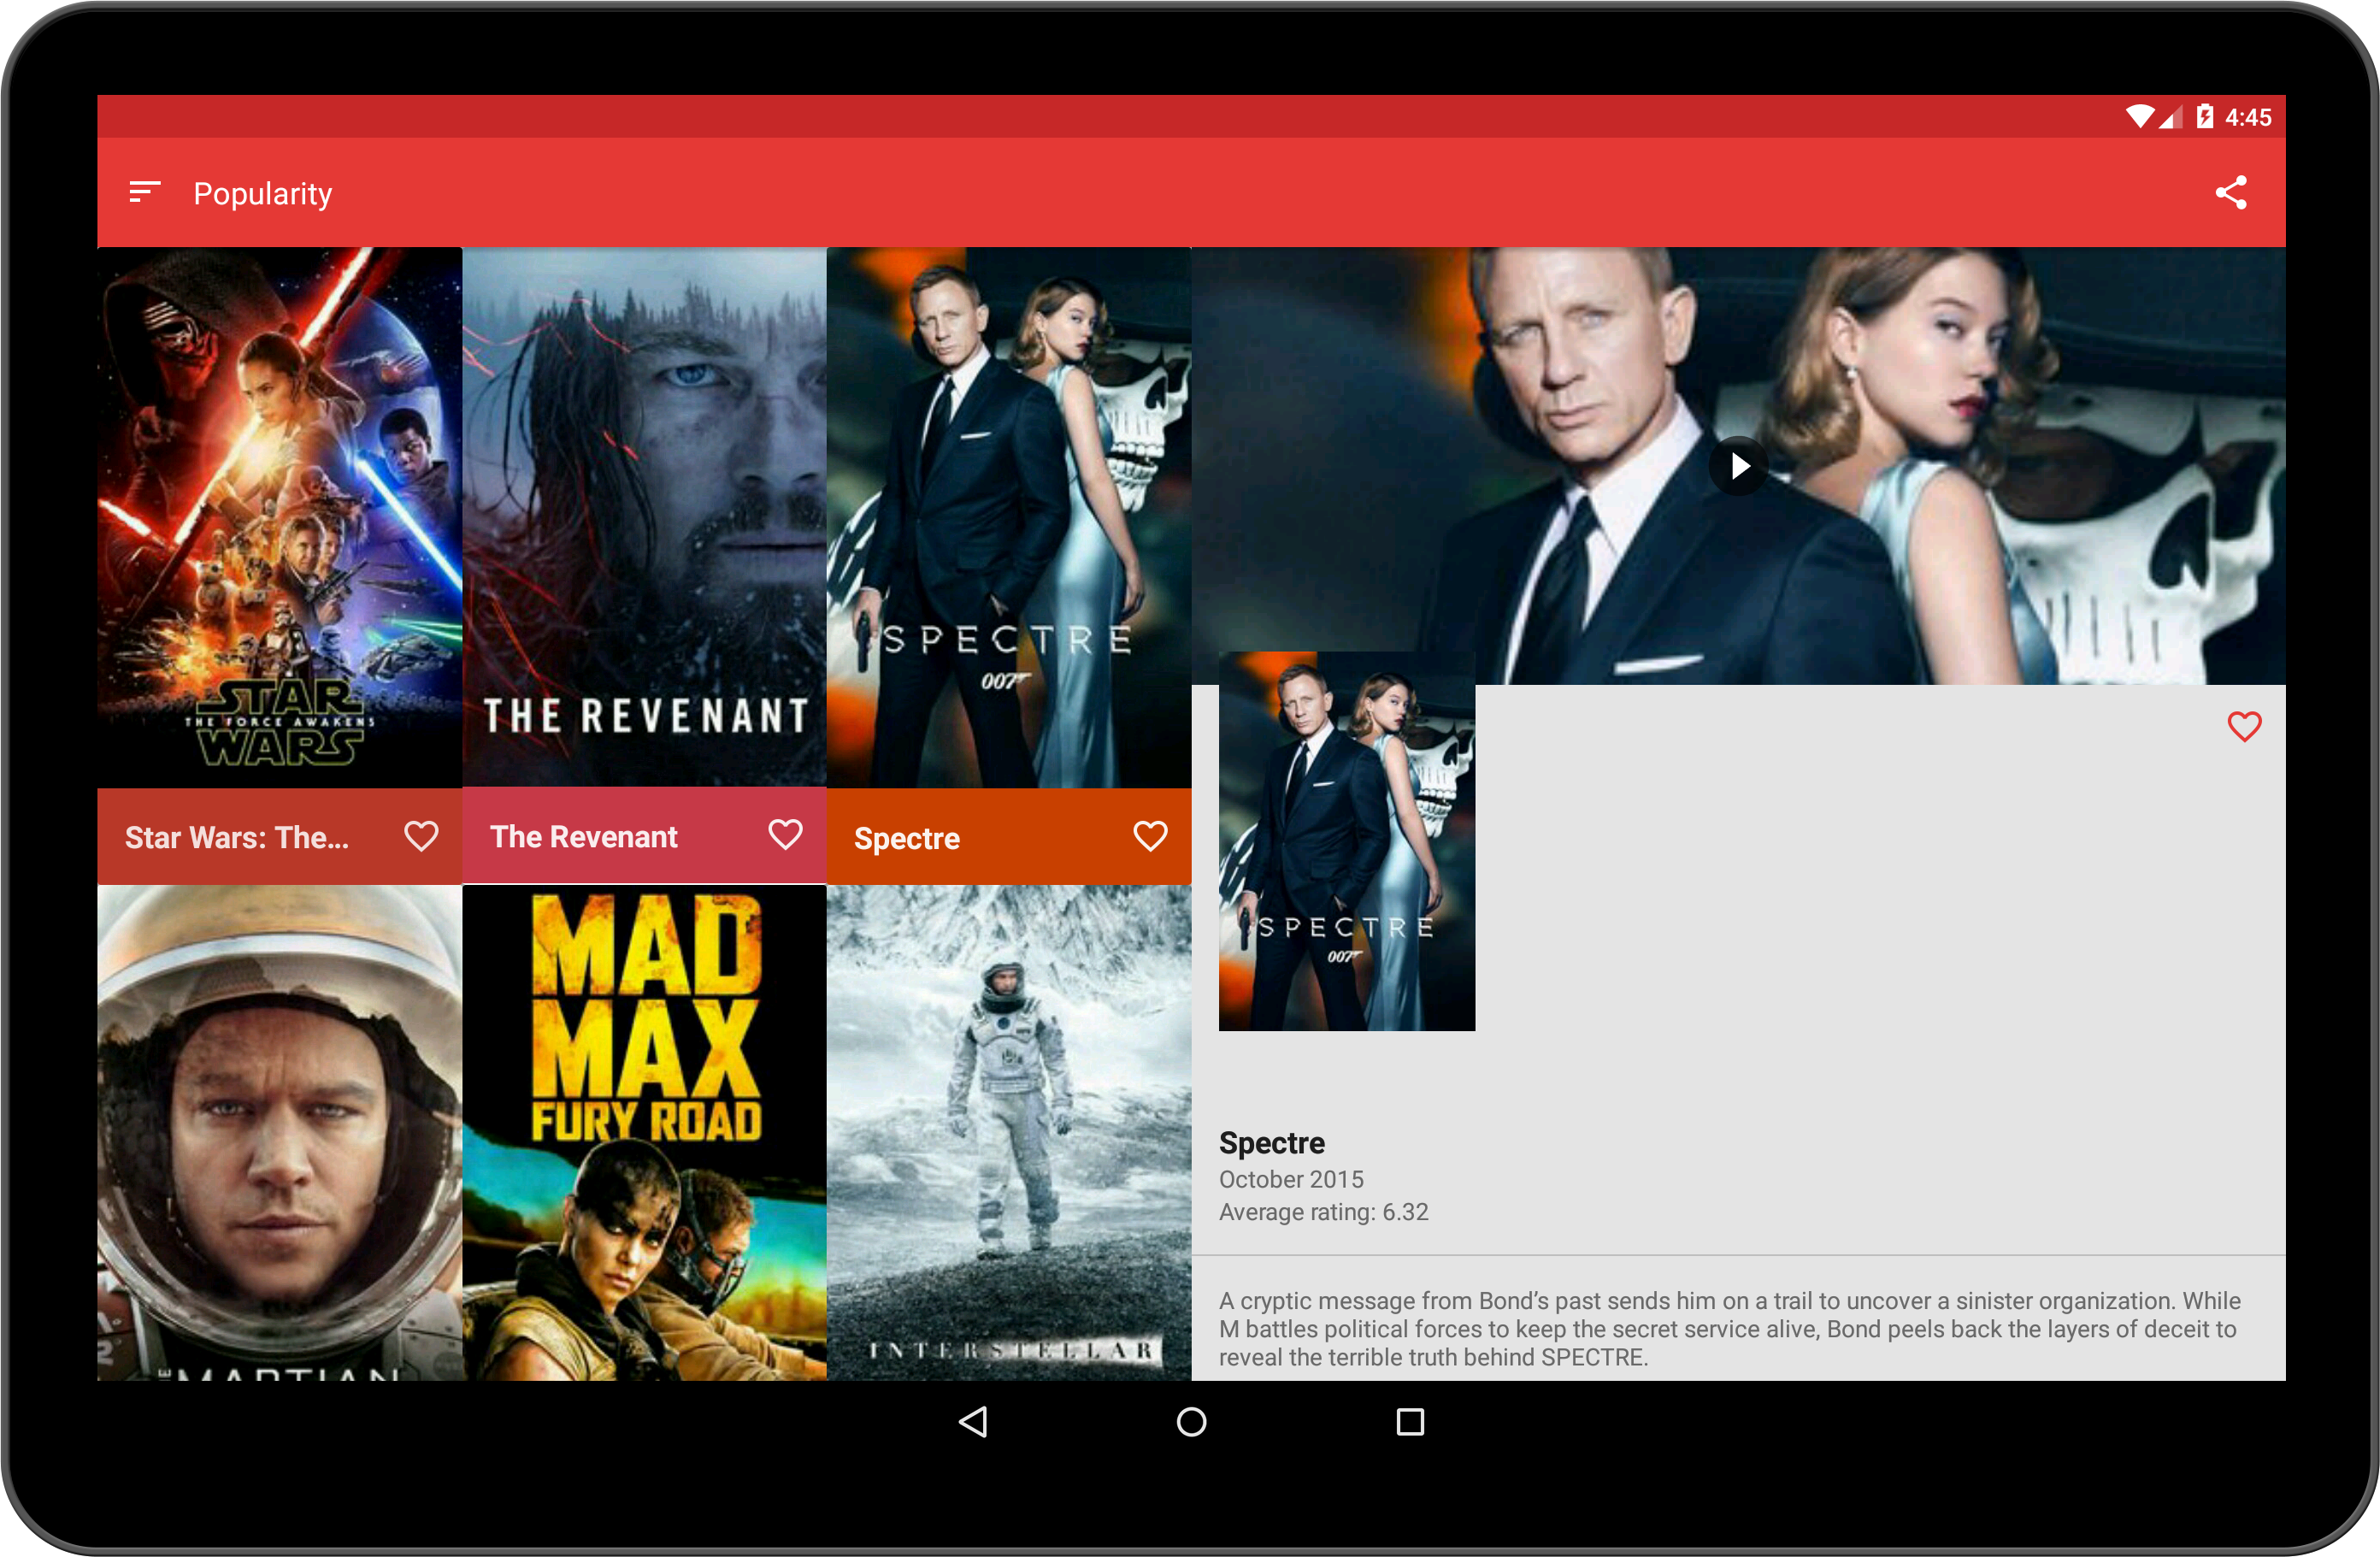 4:45
Popularity
STAR
THE FORCE AWAKENS
WARS
THE REVENANT
SPECTRE
007
Star Wars: The...
The Revenant
Spectre
THE MARTIAN
MAD
MAX
FURY ROAD
INTERSTELLAR
SPECTRE
007
Spectre
October 2015
Average rating: 6.32
A cryptic message from Bond’s past sends him on a trail to uncover a sinister organization. While
M battles political forces to keep the secret service alive, Bond peels back the layers of deceit to
reveal the terrible truth behind SPECTRE.